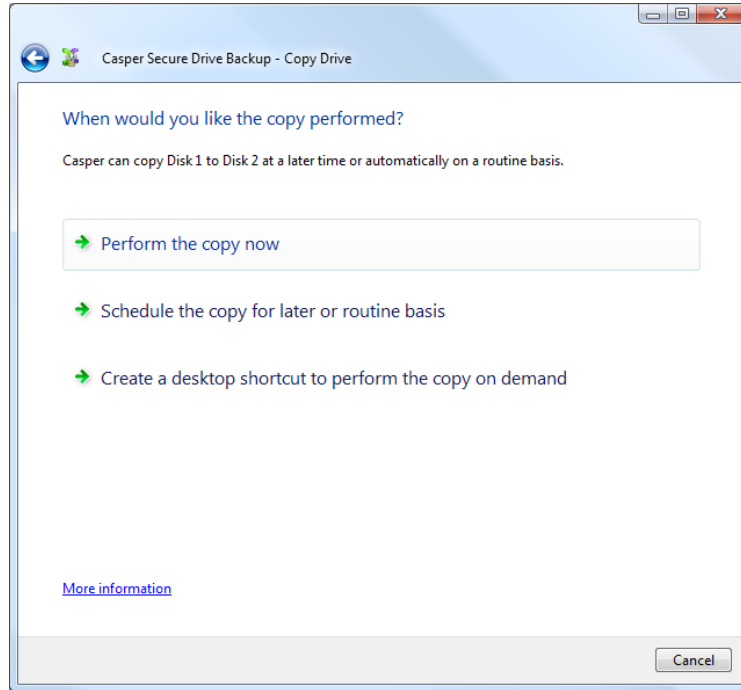 Casper Secure Drive Backup - Copy Drive
When would you like the copy performed?
Casper can copy Disk 1 to Disk 2 at a later time or automatically on a routine basis.
Perform the copy now
Schedule the copy for later or routine basis
Create a desktop shortcut to perform the copy on demand
More information
Cancel